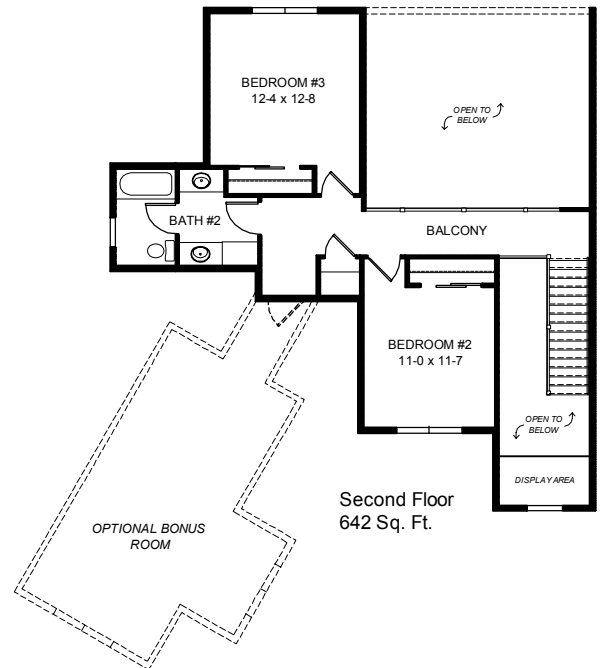 BEDROOM #3
12-4 x 12-8
OPEN TO
BELOW
BATH #2
BALCONY
BEDROOM #2
11-0 x 11-7
OPEN TO
BELOW
DISPLAY AREA
Second Floor
642 Sq. Ft.
OPTIONAL BONUS
ROOM